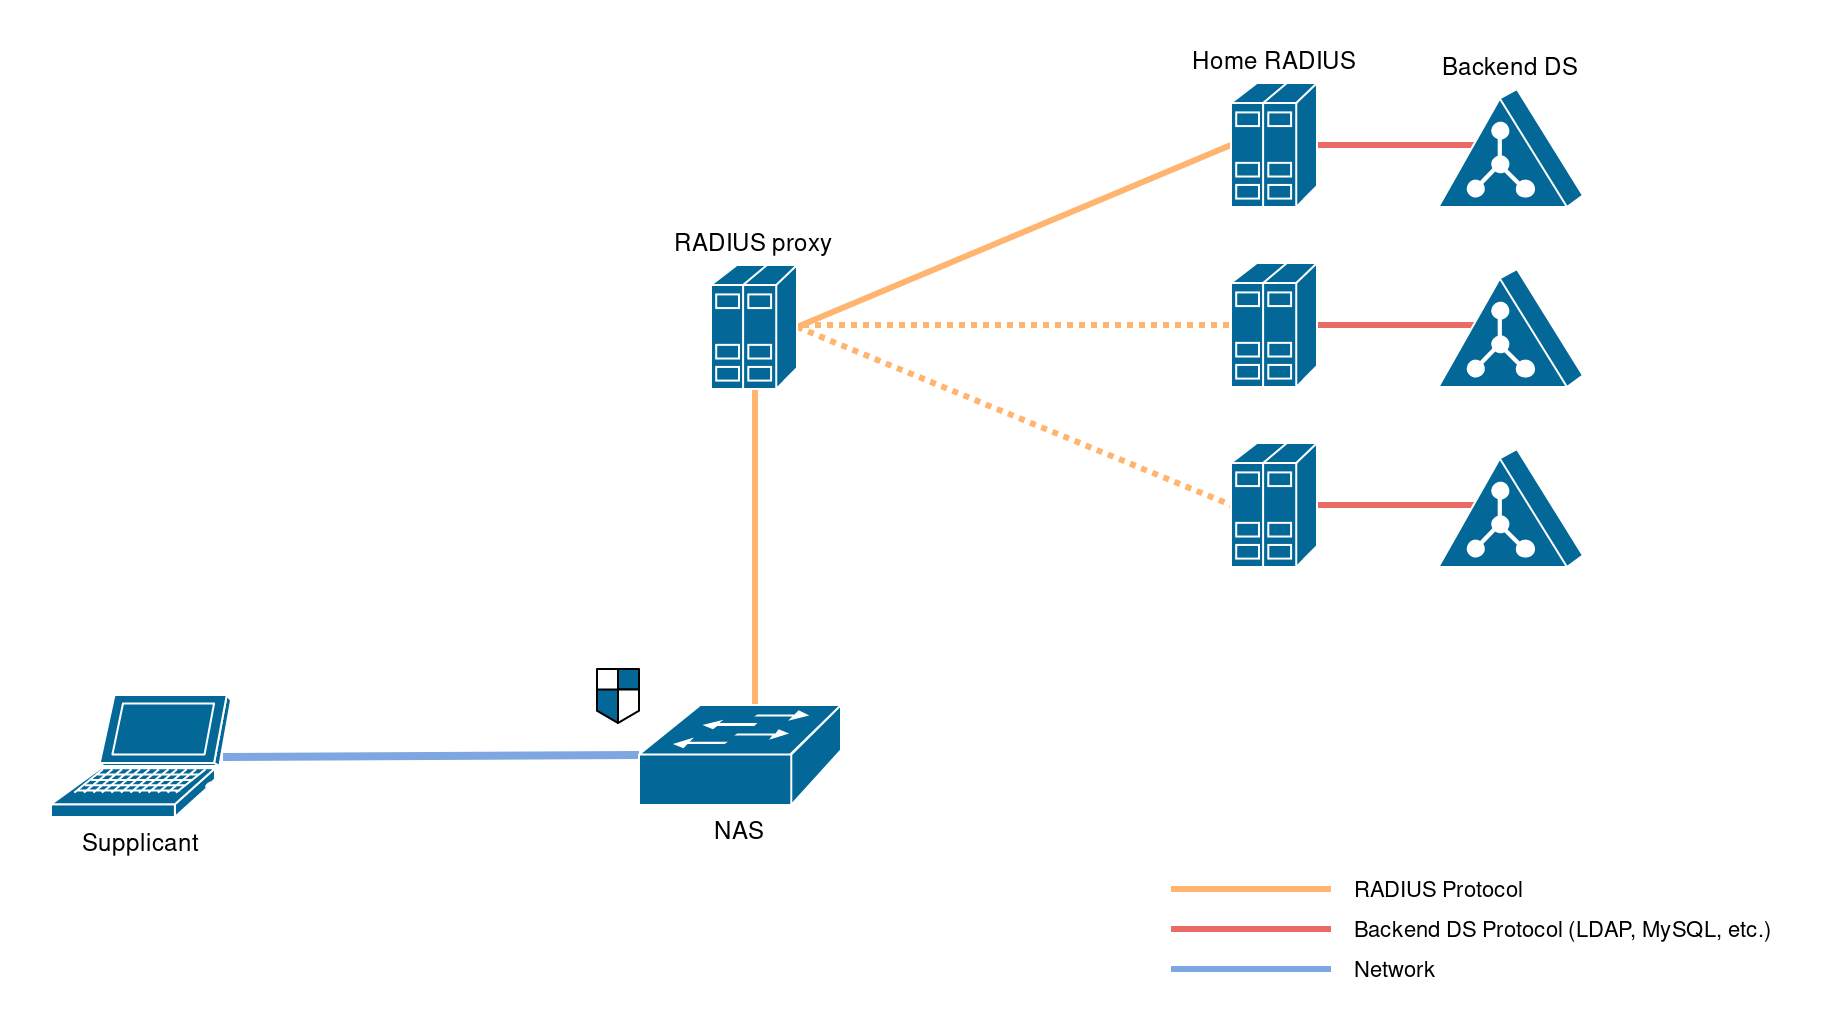 Home RADIUS
Backend DS
RADIUS proxy
NAS
Supplicant
RADIUS Protocol
Backend DS Protocol (LDAP, MySQL, etc.)
Network